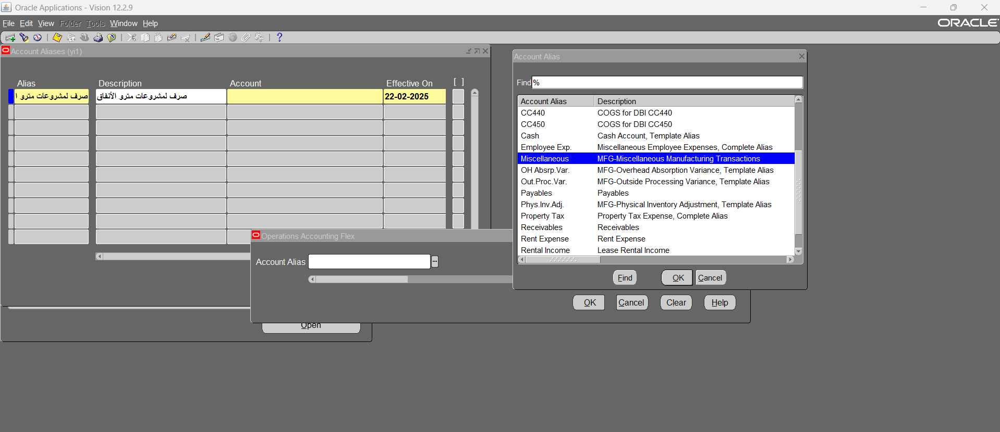 Oracle Applications - Vision 12.2.9
File Edit View Folder Tools Window Help
ORACLE
Account Aliases (yi1)
Alias Description Account Effective On [ ]
صرف لمشروعات مترو ا صرف لمشروعات مترو الأنفاق 22-02-2025
Operations Accounting Flex
Account Alias
OK Cancel Clear Help
Open
Account Alias
Find %
Account Alias Description
CC440 COGS for DBI CC440
CC450 COGS for DBI CC450
Cash Cash Account, Template Alias
Employee Exp. Miscellaneous Employee Expenses, Complete Alias
Miscellaneous MFG-Miscellaneous Manufacturing Transactions
OH Absrp.Var. MFG-Overhead Absorption Variance, Template Alias
Out.Proc.Var. MFG-Outside Processing Variance, Template Alias
Payables Payables
Phys.Inv.Adj. MFG-Physical Inventory Adjustment, Template Alias
Property Tax Property Tax Expense, Complete Alias
Receivables Receivables
Rent Expense Rent Expense
Rental Income Lease Rental Income
Find OK Cancel